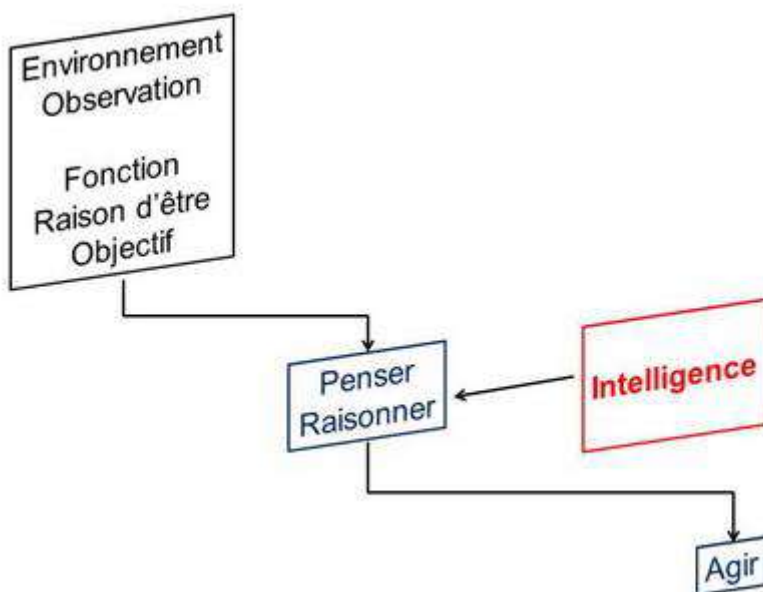 Environnement
Observation
Fonction
Raison d'être
Objectif
Penser
Raisonner
Intelligence
Agir